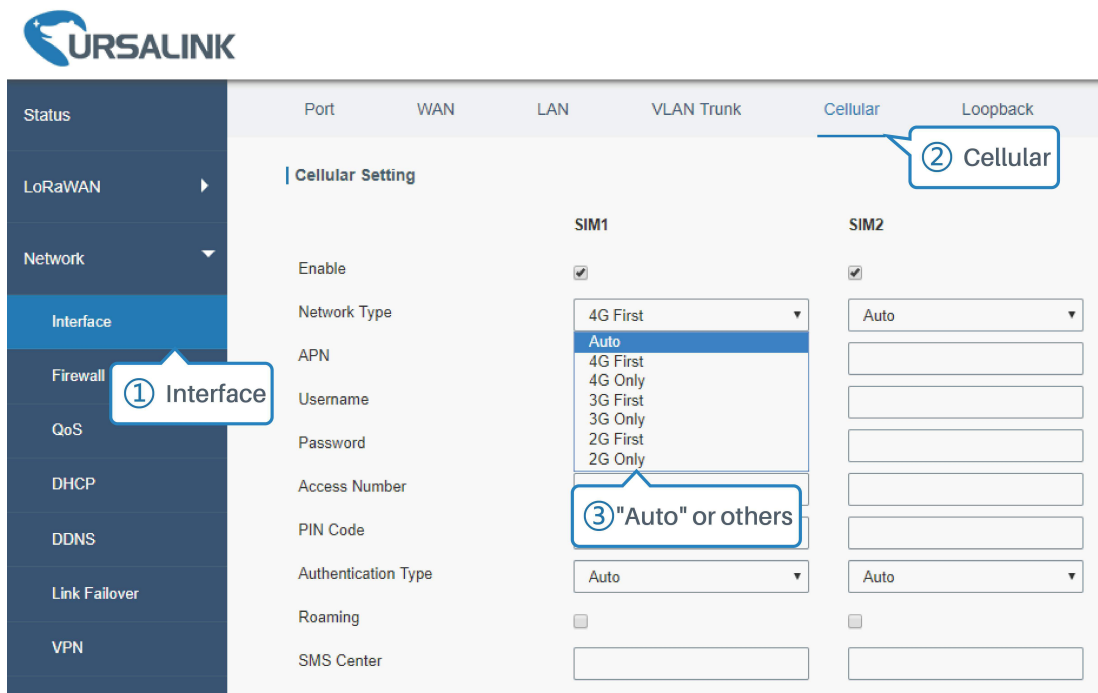 URSALINK
Status
LoRaWAN
Network
Interface
Firewall
QoS
DHCP
DDNS
Link Failover
VPN
① Interface
Port WAN LAN VLAN Trunk Cellular Loopback
② Cellular
Cellular Setting
SIM1 SIM2
Enable
Network Type 4G First Auto
Auto
4G First
4G Only
3G First
3G Only
2G First
2G Only
APN
Username
Password
Access Number
③"Auto" or others
PIN Code
Authentication Type Auto Auto
Roaming
SMS Center